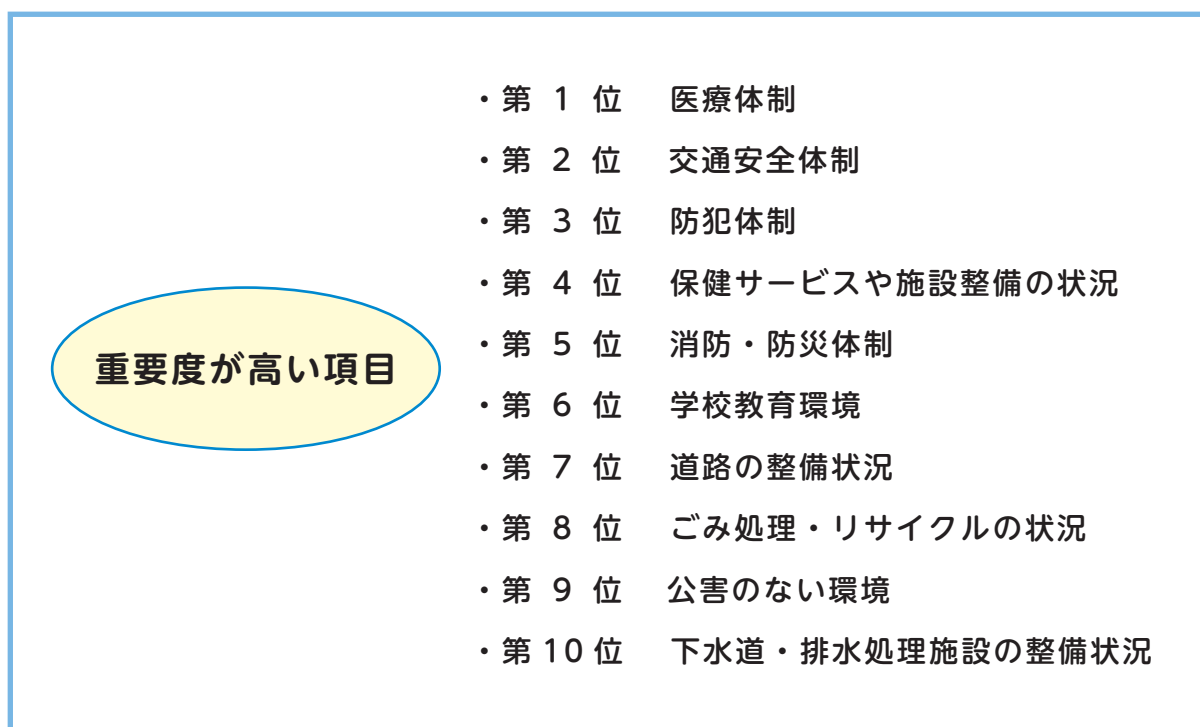 重要度が高い項目
・第 1 位 医療体制
・第 2 位 交通安全体制
・第 3 位 防犯体制
・第 4 位 保健サービスや施設整備の状況
・第 5 位 消防・防災体制
・第 6 位 学校教育環境
・第 7 位 道路の整備状況
・第 8 位 ごみ処理・リサイクルの状況
・第 9 位 公害のない環境
・第 10 位 下水道・排水処理施設の整備状況